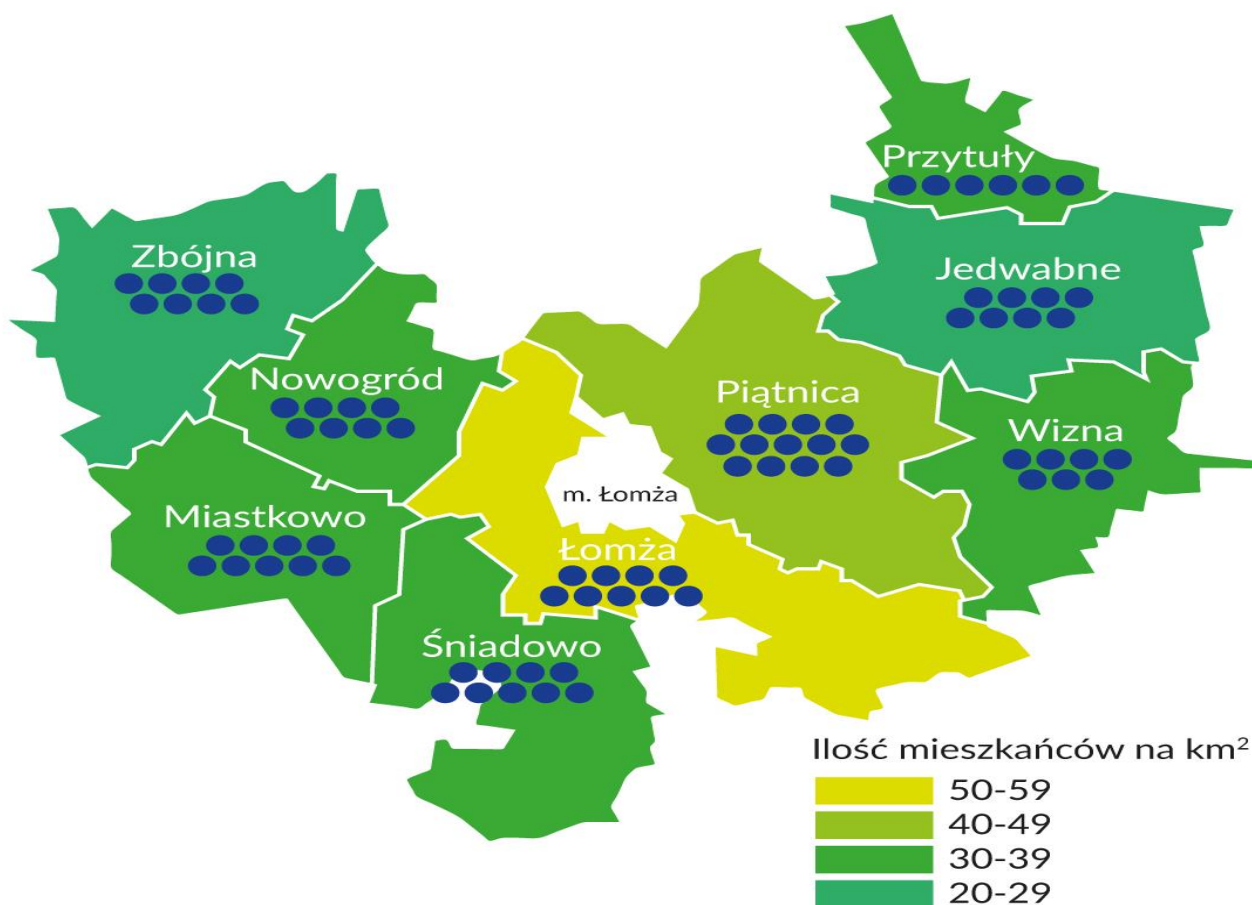 Przytuły
Zbójna
Jedwabne
Nowogród
Piątnica
Wizna
m. Łomża
Miastkowo
Łomża
Śniadowo
Ilość mieszkańców na km²
50-59
40-49
30-39
20-29